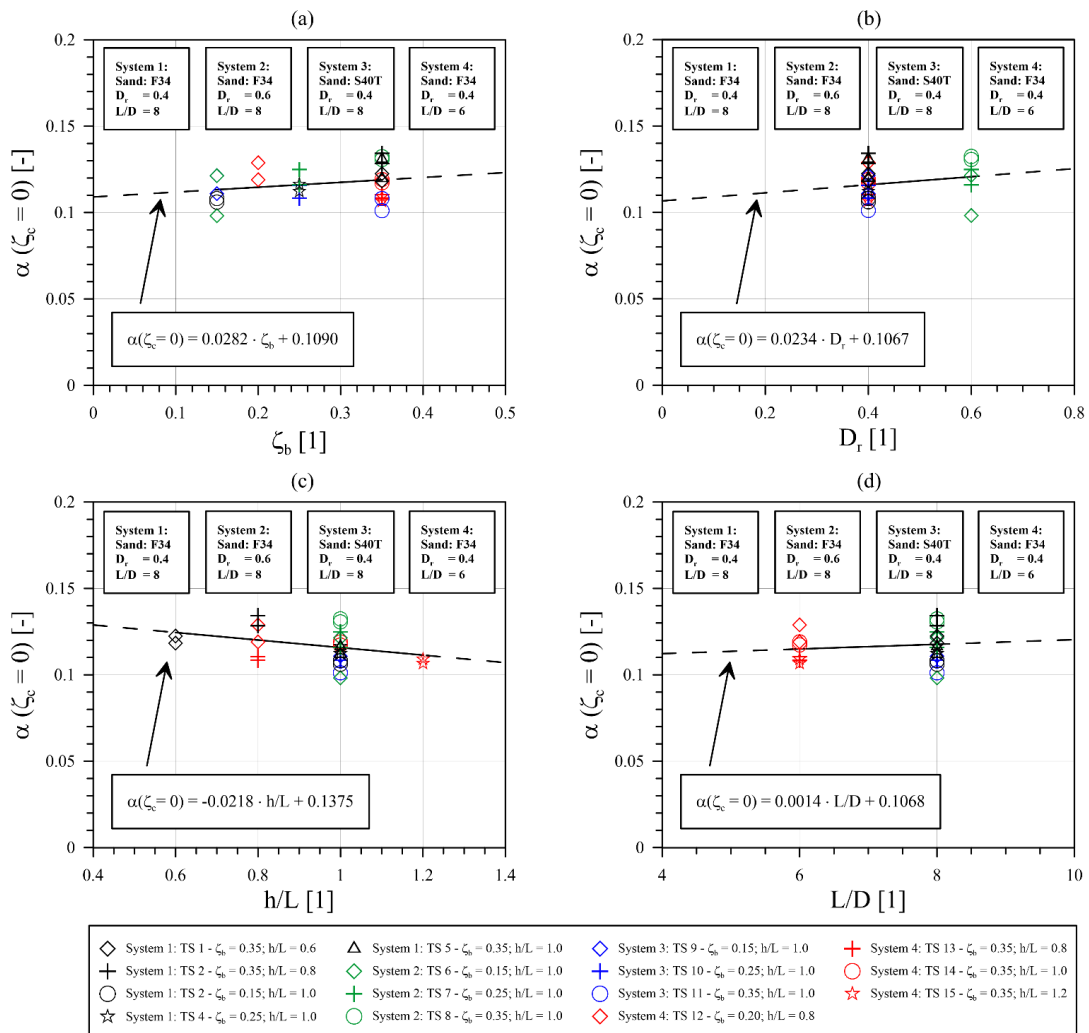 (a)
0.2
0.15
0.1
0.05
0
α (ζc = 0) [-]
System 1:
Sand: F34
Dr = 0.4
L/D = 8
System 2:
Sand: F34
Dr = 0.6
L/D = 8
System 3:
Sand: S40T
Dr = 0.4
L/D = 8
System 4:
Sand: F34
Dr = 0.4
L/D = 6
α(ζc = 0) = 0.0282 · ζb + 0.1090
0 0.1 0.2 0.3 0.4 0.5
ζb [1]
(b)
0.2
0.15
0.1
0.05
0
α (ζc = 0) [-]
System 1:
Sand: F34
Dr = 0.4
L/D = 8
System 2:
Sand: F34
Dr = 0.6
L/D = 8
System 3:
Sand: S40T
Dr = 0.4
L/D = 8
System 4:
Sand: F34
Dr = 0.4
L/D = 6
α(ζc = 0) = 0.0234 · Dr + 0.1067
0 0.2 0.4 0.6 0.8
Dr [1]
(c)
0.2
0.15
0.1
0.05
0
α (ζc = 0) [-]
System 1:
Sand: F34
Dr = 0.4
L/D = 8
System 2:
Sand: F34
Dr = 0.6
L/D = 8
System 3:
Sand: S40T
Dr = 0.4
L/D = 8
System 4:
Sand: F34
Dr = 0.4
L/D = 6
α(ζc = 0) = -0.0218 · h/L + 0.1375
0.4 0.6 0.8 1 1.2 1.4
h/L [1]
(d)
0.2
0.15
0.1
0.05
0
α (ζc = 0) [-]
System 1:
Sand: F34
Dr = 0.4
L/D = 8
System 2:
Sand: F34
Dr = 0.6
L/D = 8
System 3:
Sand: S40T
Dr = 0.4
L/D = 8
System 4:
Sand: F34
Dr = 0.4
L/D = 6
α(ζc = 0) = 0.0014 · L/D + 0.1068
4 6 8 10
L/D [1]
System 1: TS 1 - ζb = 0.35; h/L = 0.6
System 1: TS 2 - ζb = 0.35; h/L = 0.8
System 1: TS 2 - ζb = 0.15; h/L = 1.0
System 1: TS 4 - ζb = 0.25; h/L = 1.0
System 1: TS 5 - ζb = 0.35; h/L = 1.0
System 2: TS 6 - ζb = 0.15; h/L = 1.0
System 2: TS 7 - ζb = 0.25; h/L = 1.0
System 2: TS 8 - ζb = 0.35; h/L = 1.0
System 3: TS 9 - ζb = 0.15; h/L = 1.0
System 3: TS 10 - ζb = 0.25; h/L = 1.0
System 3: TS 11 - ζb = 0.35; h/L = 1.0
System 4: TS 12 - ζb = 0.20; h/L = 0.8
System 4: TS 13 - ζb = 0.35; h/L = 0.8
System 4: TS 14 - ζb = 0.35; h/L = 1.0
System 4: TS 15 - ζb = 0.35; h/L = 1.2